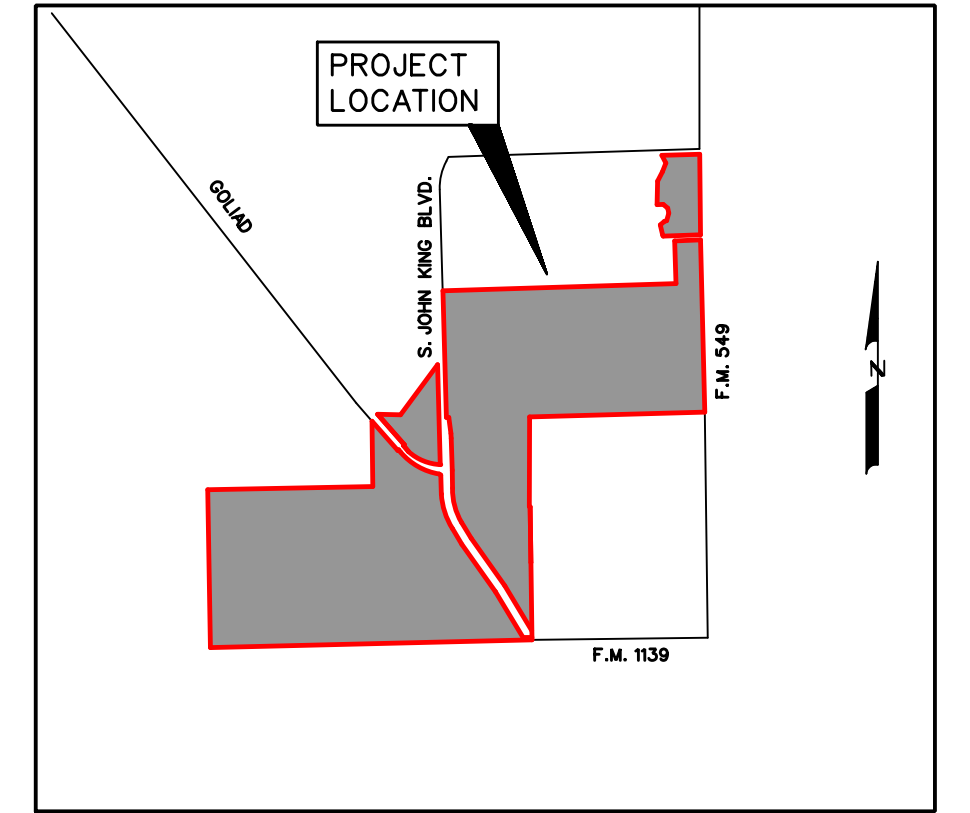 PROJECT
LOCATION
GOLIAD
S. JOHN KING BLVD.
F.M. 549
N
F.M. 1139